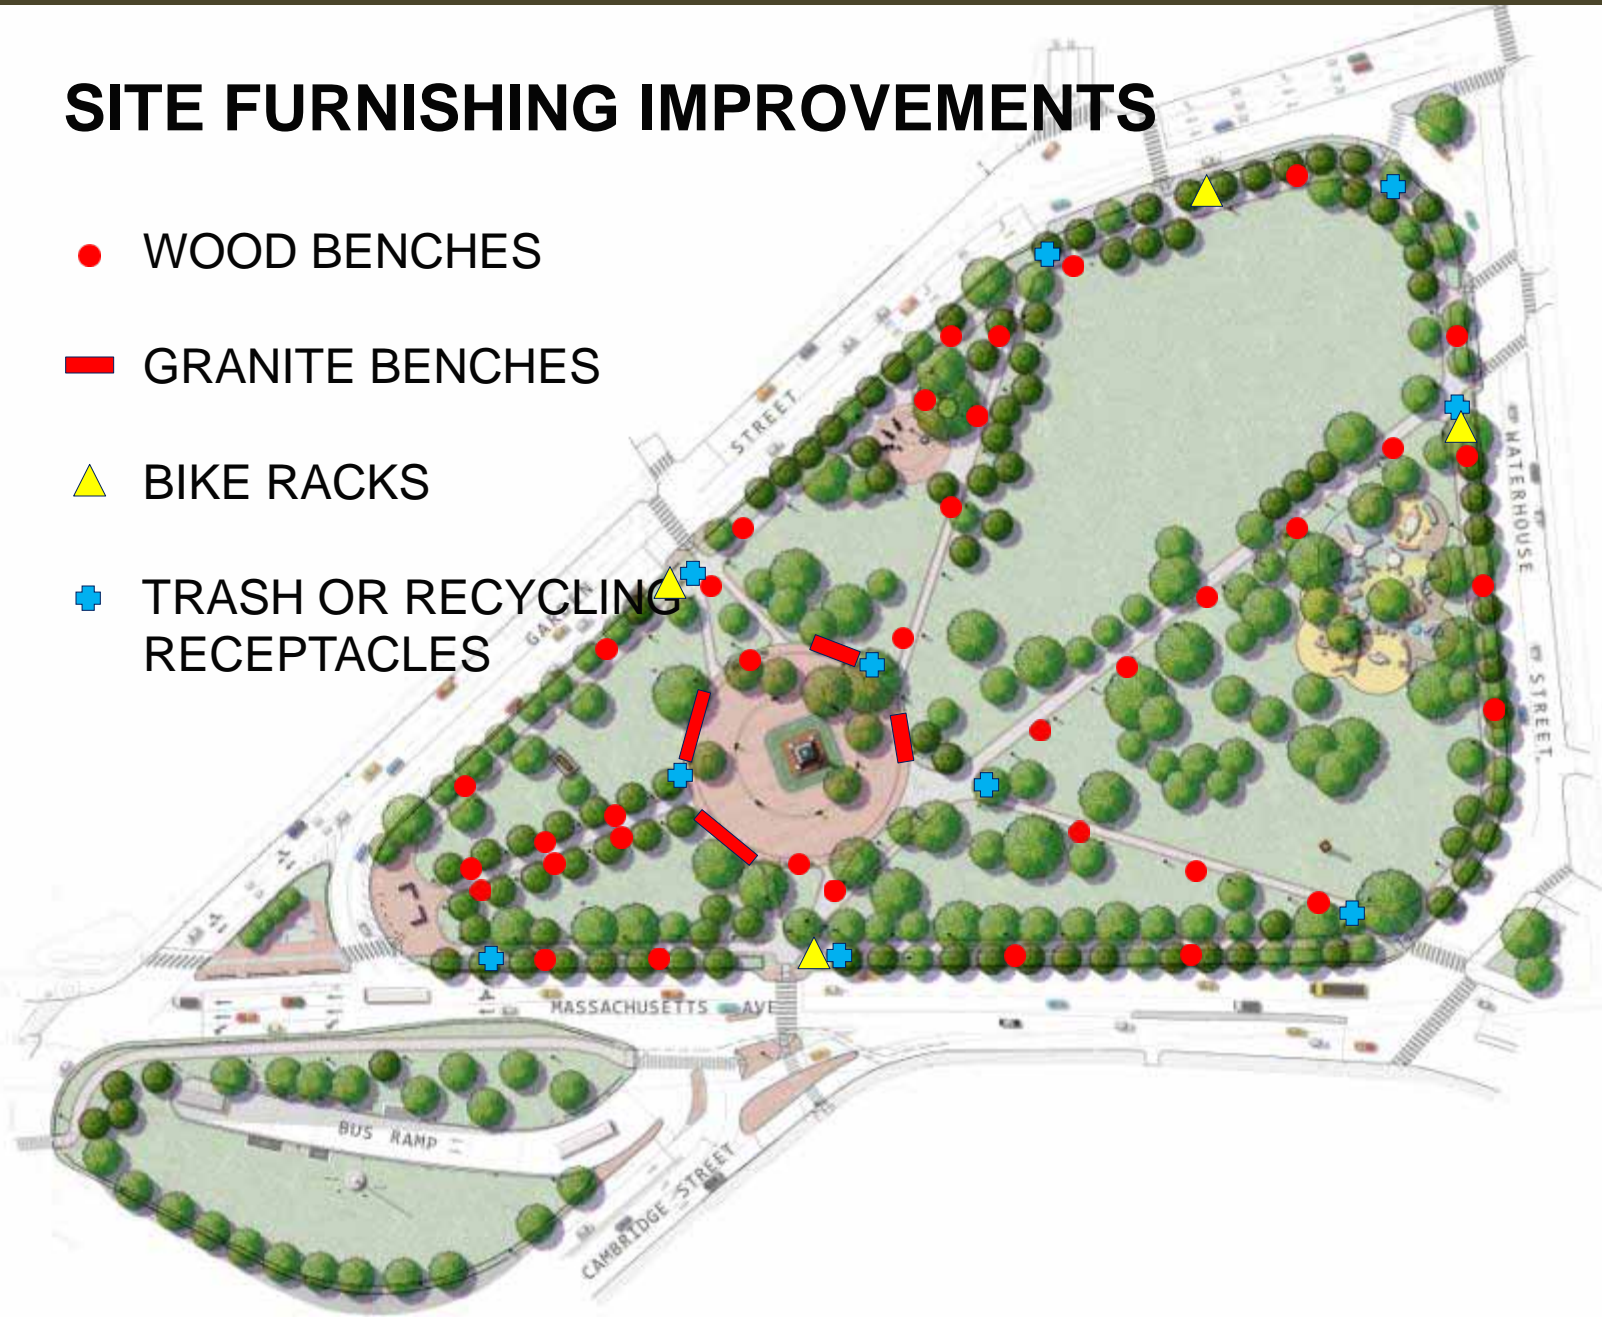 SITE FURNISHING IMPROVEMENTS
WOOD BENCHES
GRANITE BENCHES
BIKE RACKS
TRASH OR RECYCLING
RECEPTACLES
GARDEN
STREET
WATERHOUSE
STREET
MASSACHUSETTS AVE
BUS RAMP
CAMBRIDGE STREET